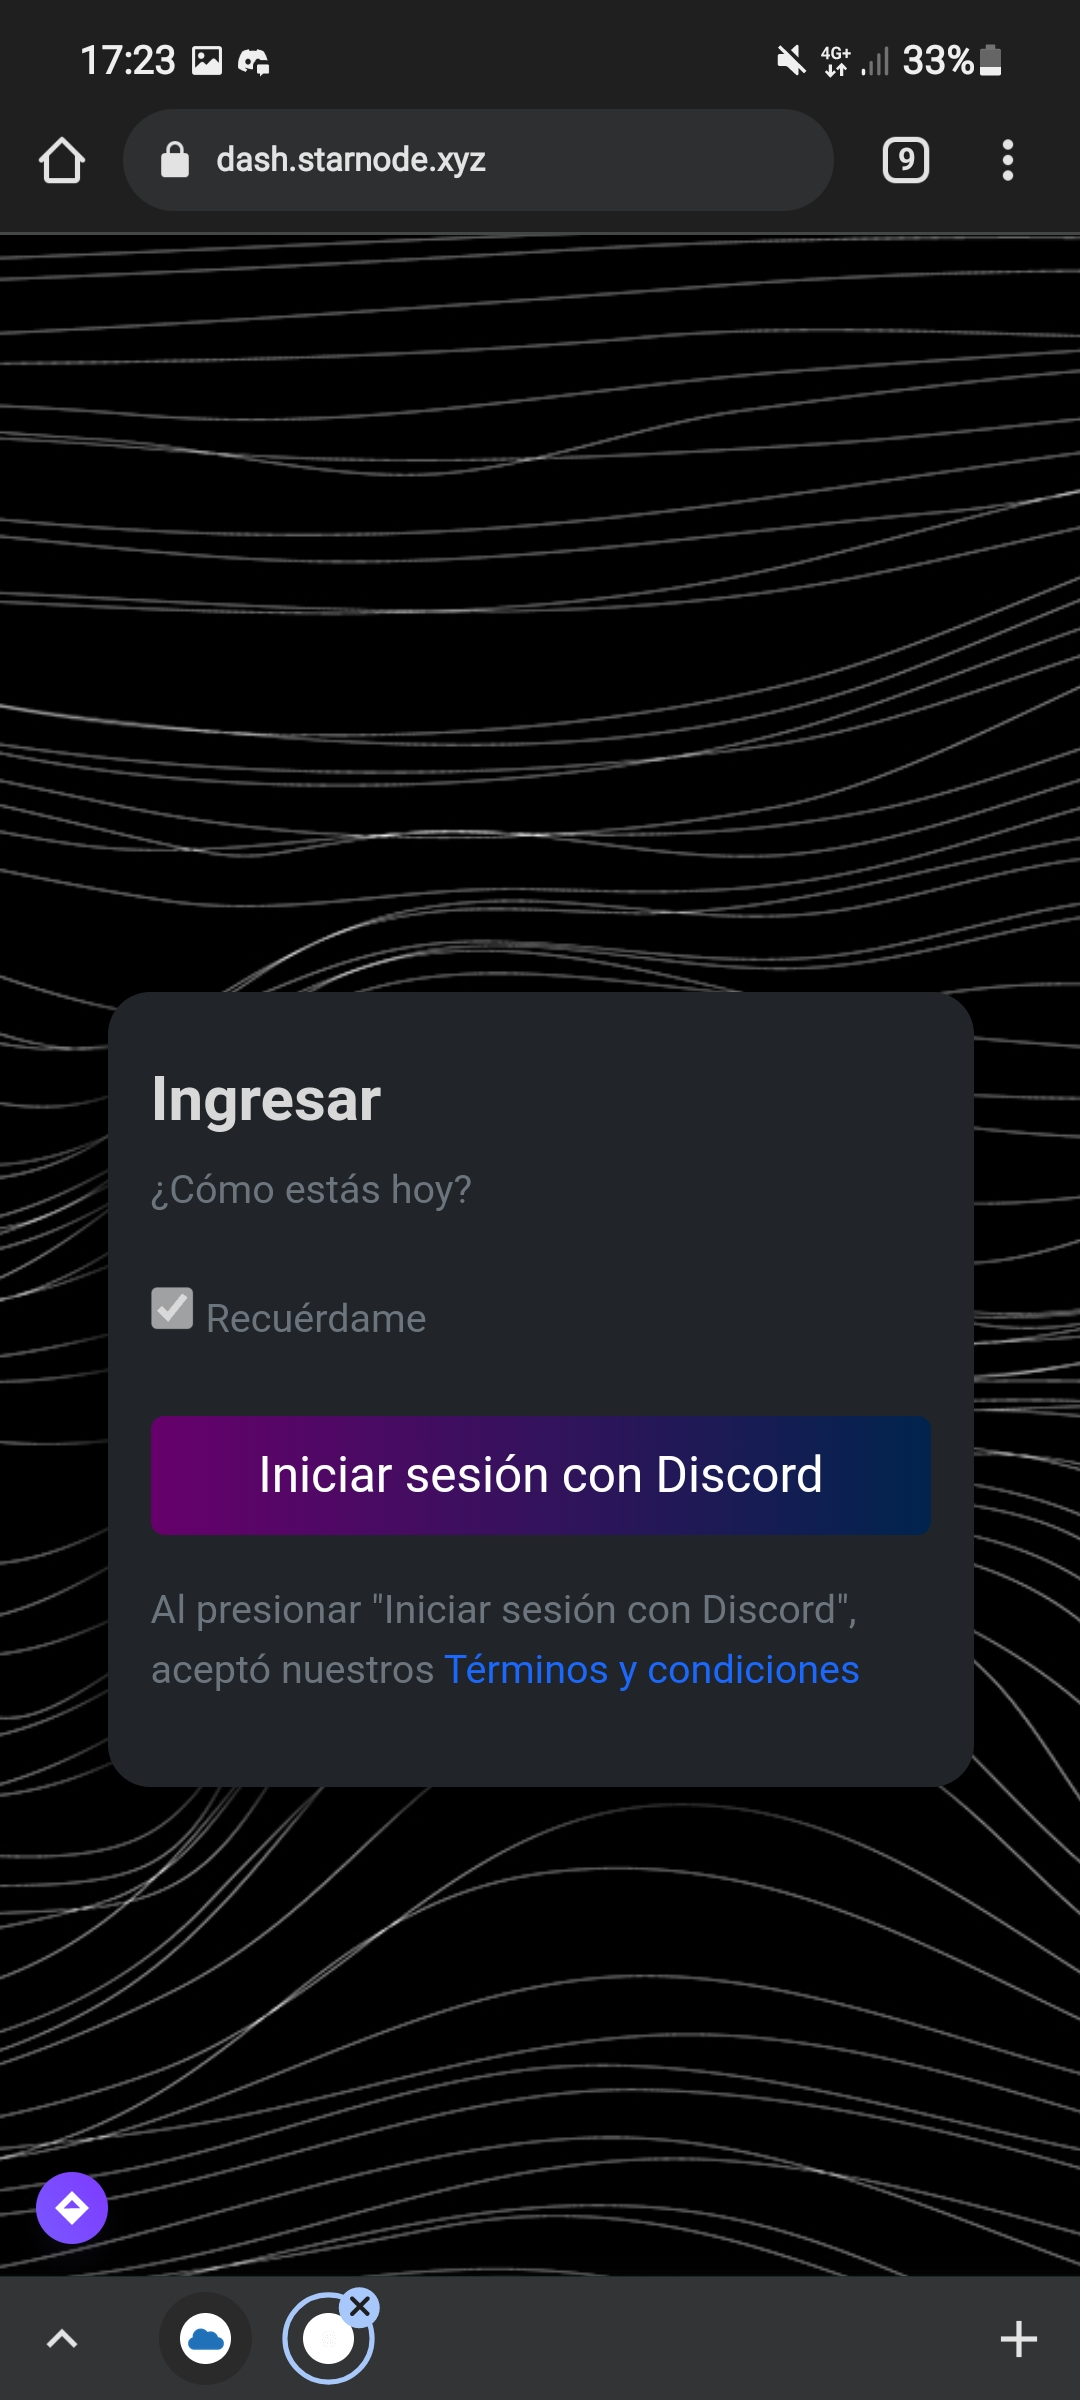 17:23
4G+
33%
dash.starnode.xyz
9
Ingresar
¿Cómo estás hoy?
Recuérdame
Iniciar sesión con Discord
Al presionar "Iniciar sesión con Discord",
aceptó nuestros Términos y condiciones